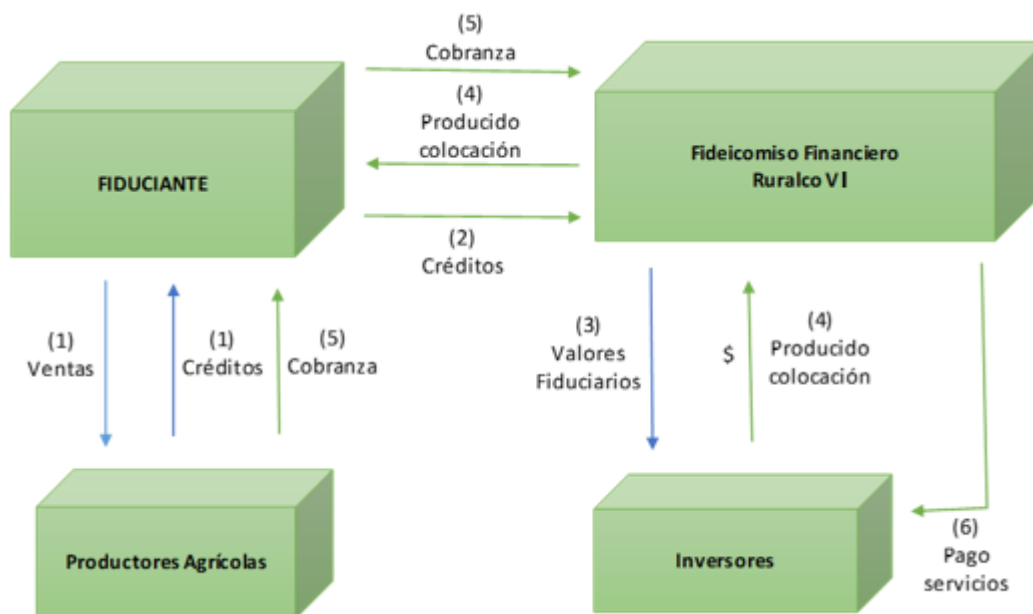 (5)
Cobranza
(4)
Producido
colocación
FIDUCIANTE
Fideicomiso Financiero
Ruralco VI
(2)
Créditos
(1)
Ventas
(1)
Créditos
(5)
Cobranza
(3)
Valores
Fiduciarios
$
(4)
Producido
colocación
Productores Agrícolas
Inversores
(6)
Pago
servicios